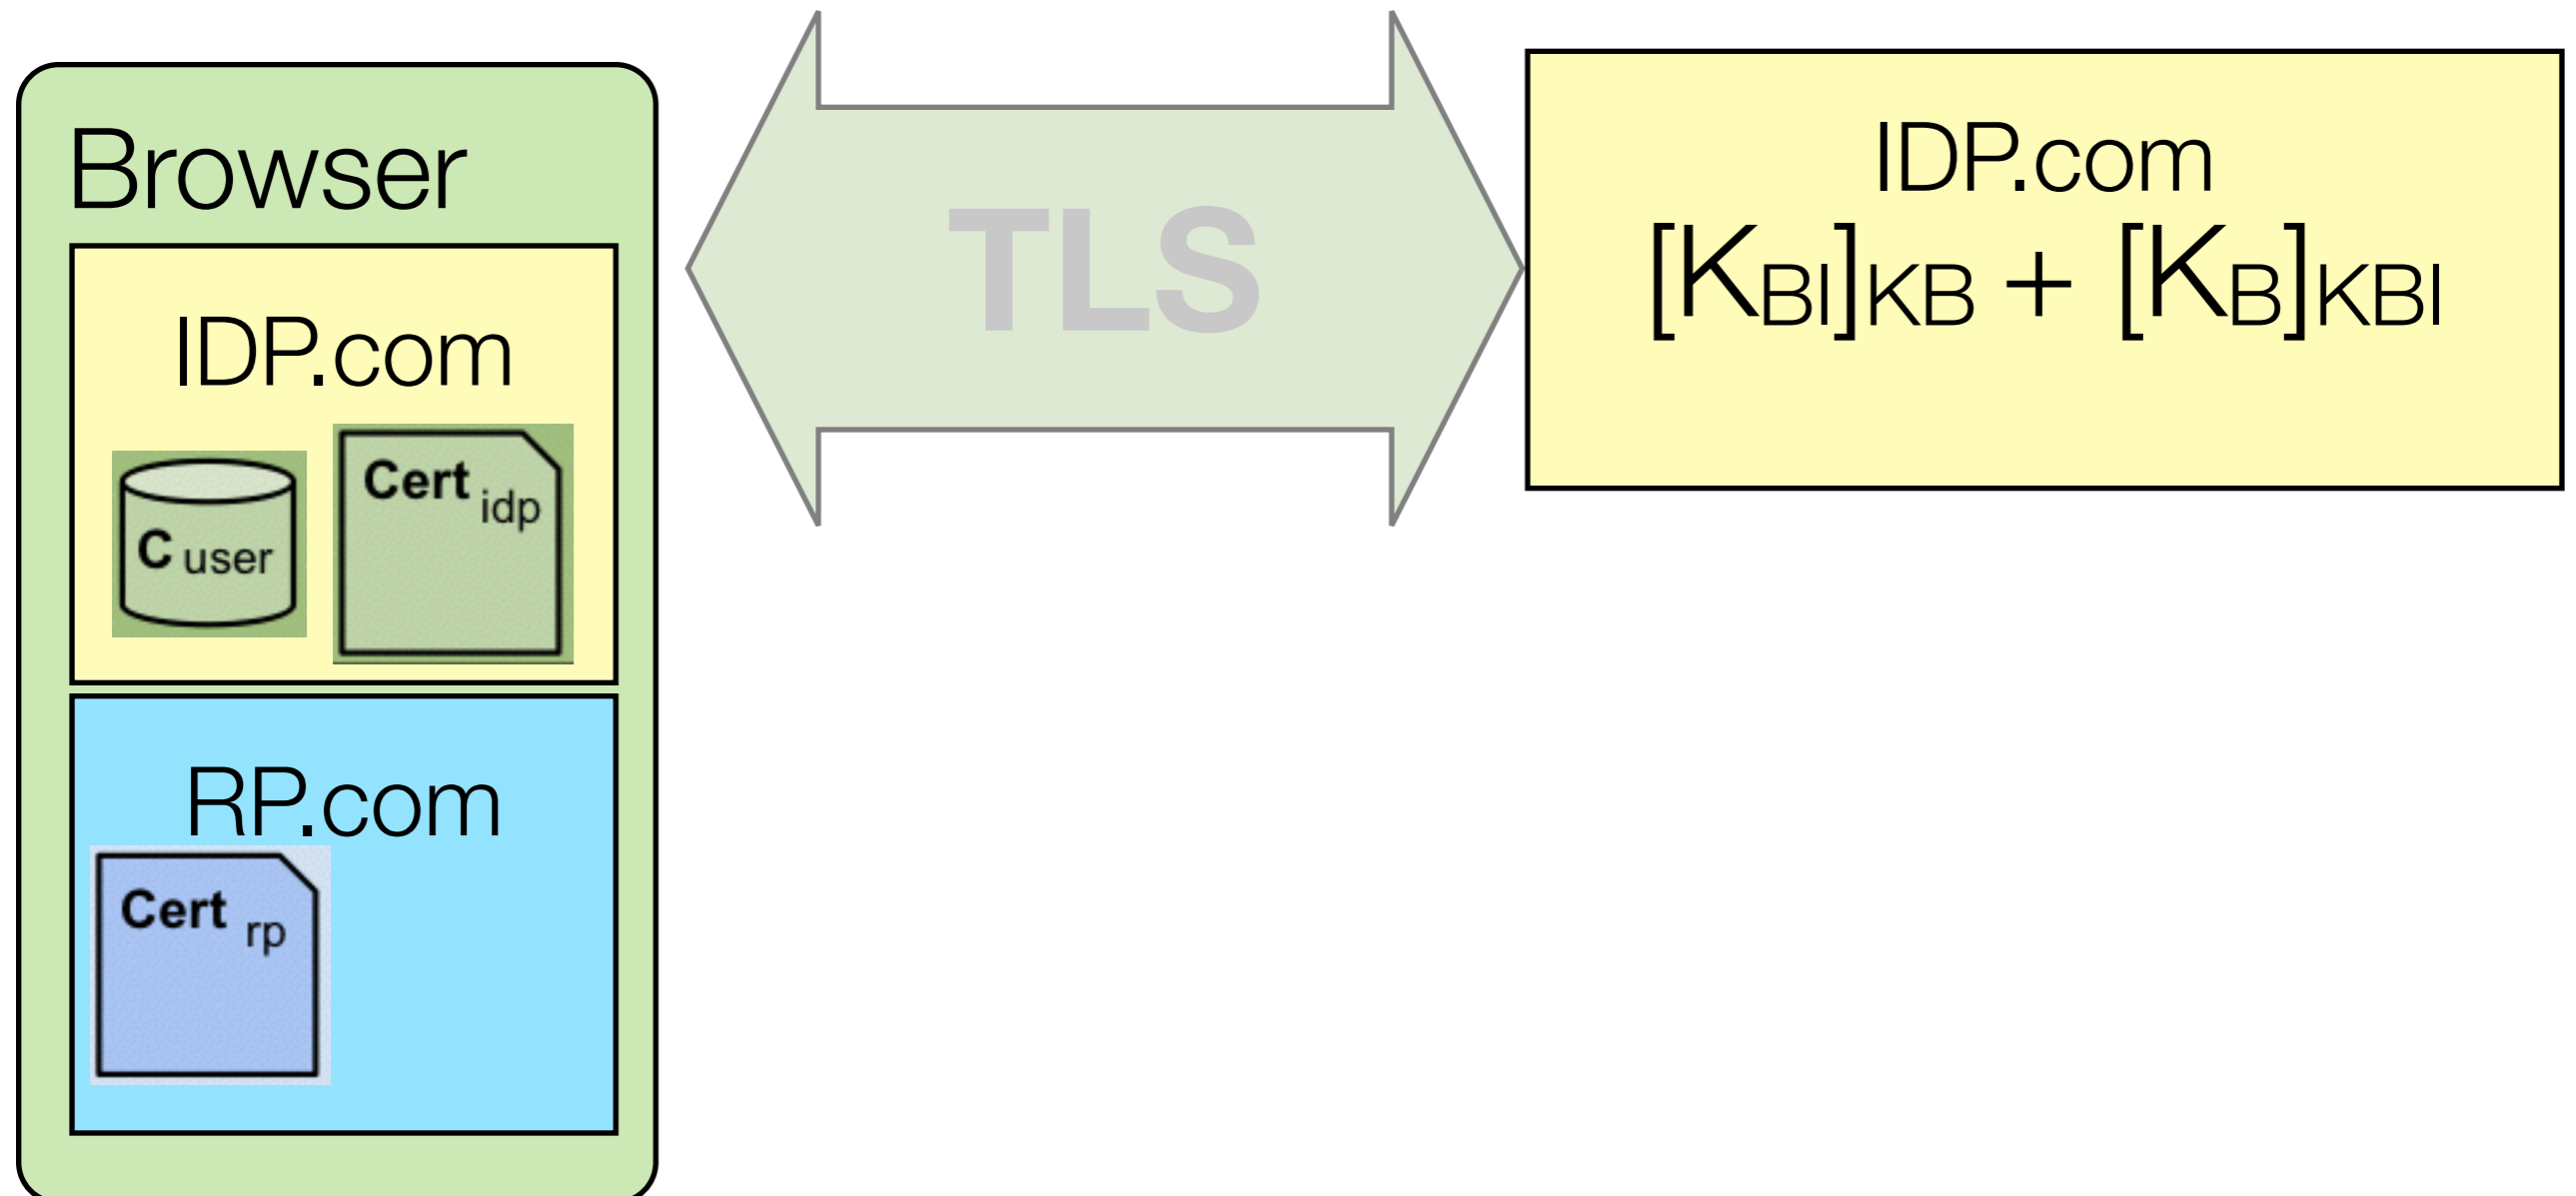 Browser
IDP.com
C user
Cert idp
RP.com
Cert rp
TLS
IDP.com
[KBI]KB + [KB]KBI